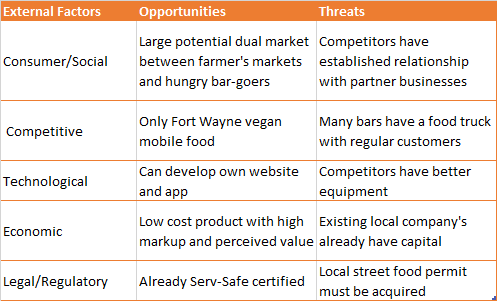 External Factors Opportunities Threats
Large potential dual market Competitors have
Consumer/Social between farmer's markets established relationship
and hungry bar-goers with partner businesses
Competitive Only Fort Wayne vegan Many bars have a food truck
mobile food with regular customers
Technological Can develop own website Competitors have better
and app equipment
Economic Low cost product with high Existing local company's
markup and perceived value already have capital
Legal/Regulatory Already Serv-Safe certified Local street food permit
must be acquired